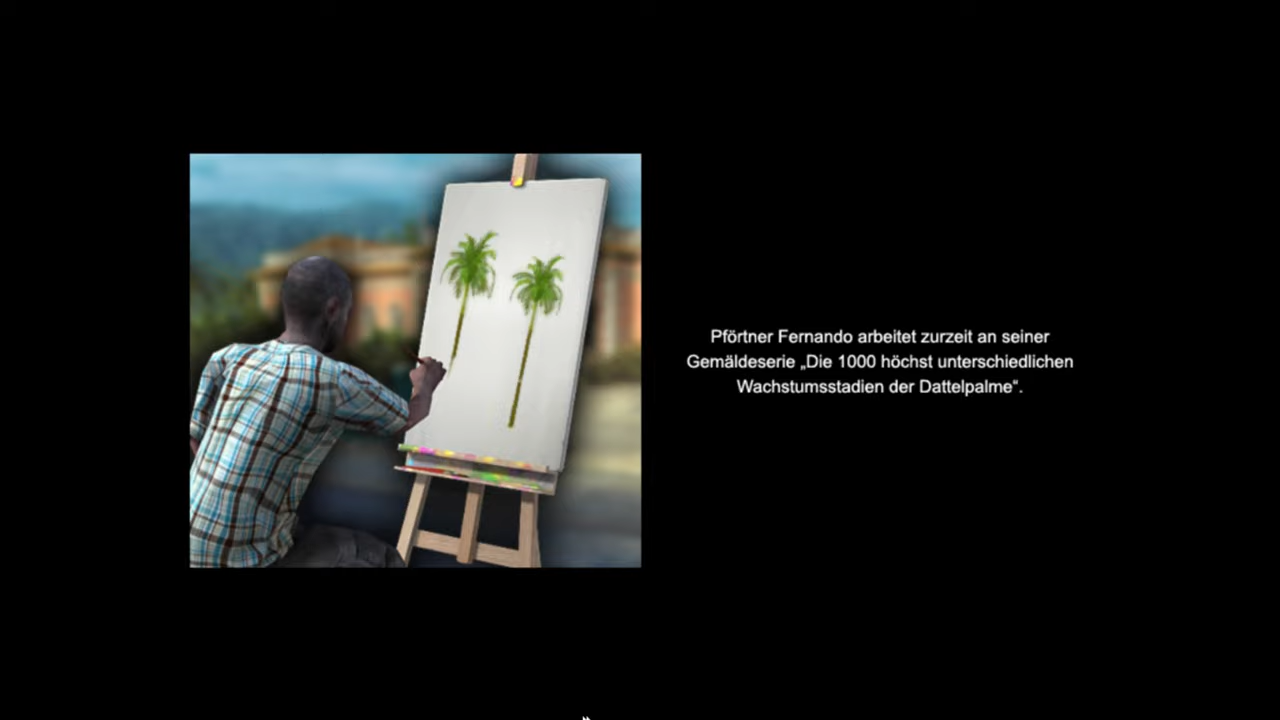 Pförtner Fernando arbeitet zurzeit an seiner
Gemäldeserie „Die 1000 höchst unterschiedlichen
Wachstumsstadien der Dattelpalme“.